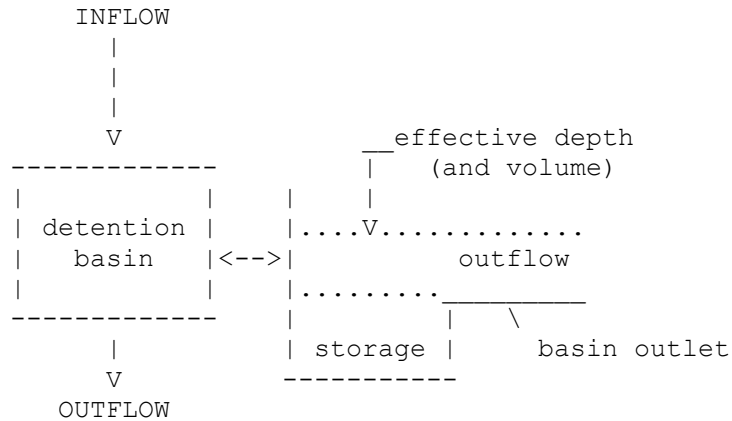 INFLOW
effective depth
(and volume)
detention
basin
outflow
storage
basin outlet
OUTFLOW